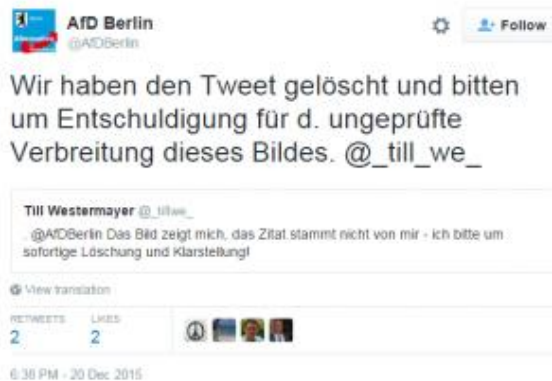 AfD Berlin
@AfDBerlin
Follow
Wir haben den Tweet gelöscht und bitten
um Entschuldigung für d. ungeprüfte
Verbreitung dieses Bildes. @_till_we_
Till Westermayer @_tillwe_
. @AfDBerlin Das Bild zeigt mich, das Zitat stammt nicht von mir - ich bitte um
sofortige Löschung und Klarstellung!
View translation
RETWEETS LIKES
2 2
6:38 PM - 20 Dec 2015